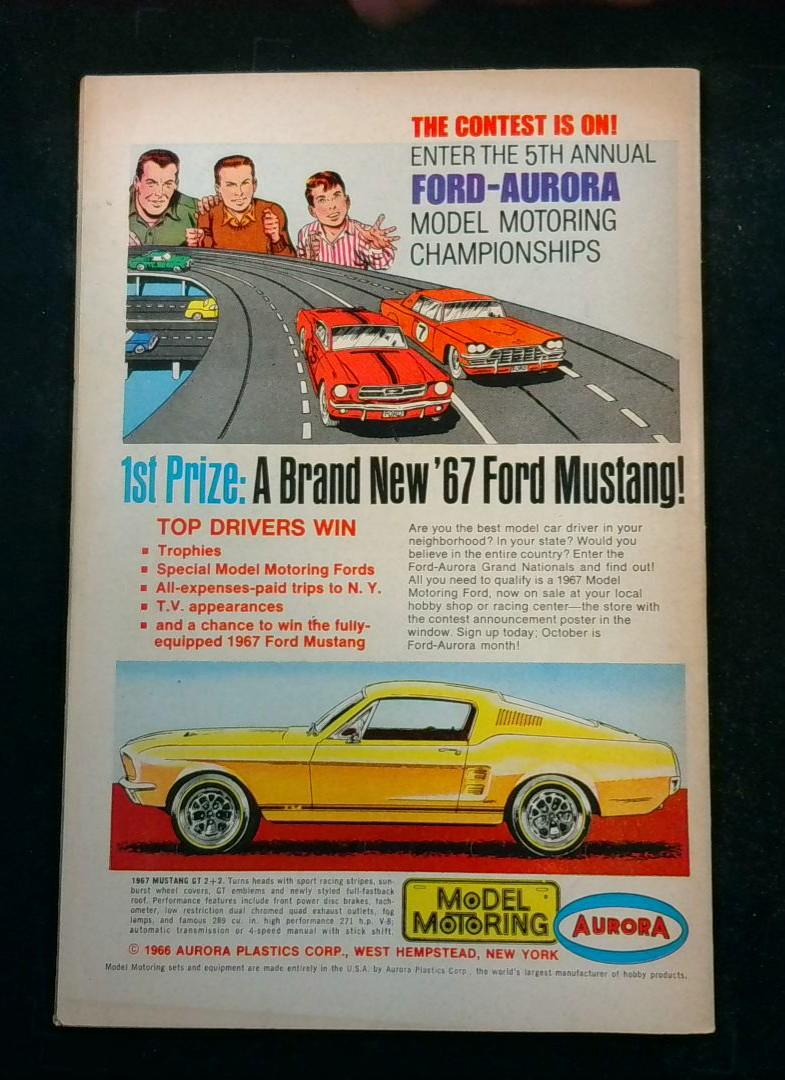 THE CONTEST IS ON!
ENTER THE 5TH ANNUAL
FORD-AURORA
MODEL MOTORING
CHAMPIONSHIPS
7
FORD
FORD
1st Prize: A Brand New '67 Ford Mustang!
TOP DRIVERS WIN
Trophies
Special Model Motoring Fords
All-expenses-paid trips to N. Y.
T.V. appearances
and a chance to win the fully-
equipped 1967 Ford Mustang
Are you the best model car driver in your
neighborhood? In your state? Would you
believe in the entire country? Enter the
Ford-Aurora Grand Nationals and find out!
All you need to qualify is a 1967 Model
Motoring Ford, now on sale at your local
hobby shop or racing center—the store with
the contest announcement poster in the
window. Sign up today; October is
Ford-Aurora month!
1967 MUSTANG GT 2+2. Turns heads with sport racing stripes, sun-
burst wheel covers, GT emblems and newly styled full-fastback
roof. Performance features include front power disc brakes, tach-
ometer, low restriction dual chromed quad exhaust outlets, fog
lamps, and famous 289 cu. in. high performance 271 h.p. V-8;
automatic transmission or 4-speed manual with stick shift.
MODEL
MOTORING
AURORA
© 1966 AURORA PLASTICS CORP., WEST HEMPSTEAD, NEW YORK
Model Motoring sets and equipment are made entirely in the U.S.A. by Aurora Plastics Corp., the world's largest manufacturer of hobby products.